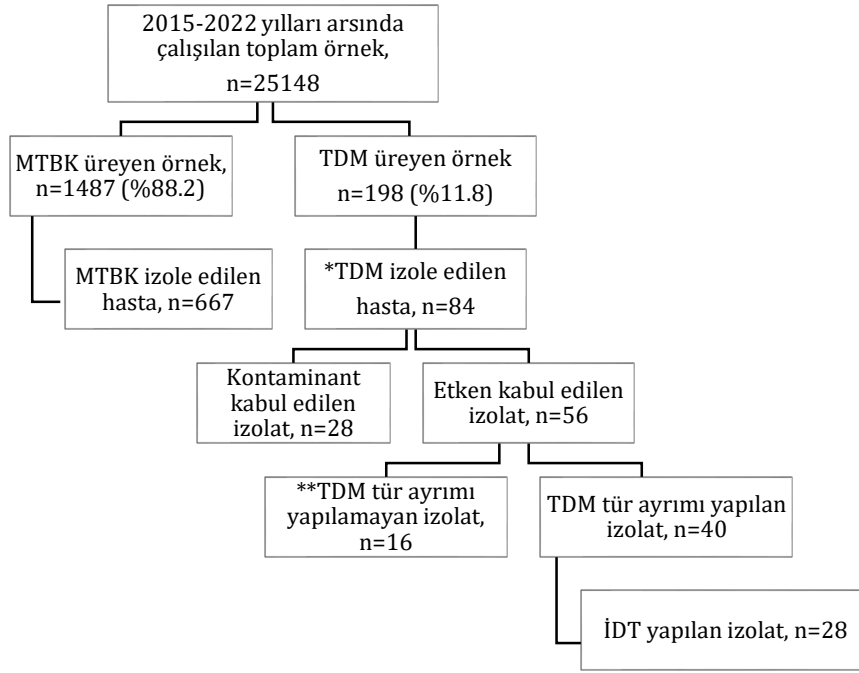 2015-2022 yılları arsında
çalışılan toplam örnek,
n=25148
MTBK üreyen örnek,
n=1487 (%88.2)
TDM üreyen örnek
n=198 (%11.8)
MTBK izole edilen
hasta, n=667
*TDM izole edilen
hasta, n=84
Kontaminant
kabul edilen
izolat, n=28
Etken kabul edilen
izolat, n=56
**TDM tür ayrımı
yapılamayan izolat,
n=16
TDM tür ayrımı yapılan
izolat, n=40
İDT yapılan izolat, n=28